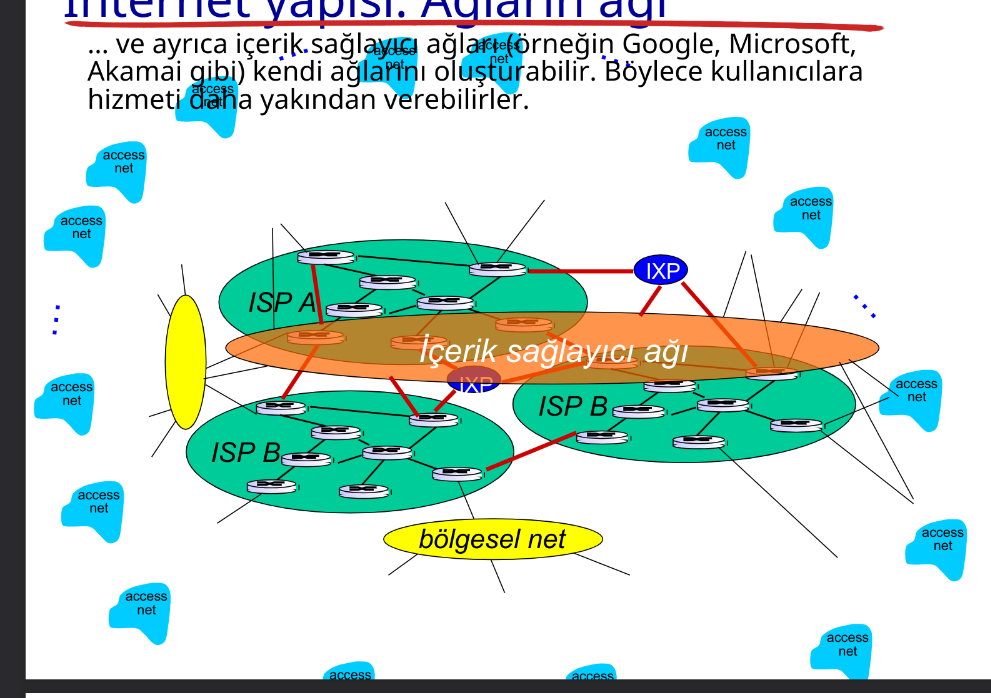 Internet yapısı: Ağların ağı
... ve ayrıca içerik sağlayıcı ağları (örneğin Google, Microsoft,
Akamai gibi) kendi ağlarını oluşturabilir. Böylece kullanıcılara
hizmeti daha yakından verebilirler.
access
net
access
net
access
net
access
net
access
net
access
net
access
net
IXP
ISP A
İçerik sağlayıcı ağı
IXP
ISP B
ISP B
access
net
access
net
access
net
bölgesel net
access
net
access
net
access
net
access
access